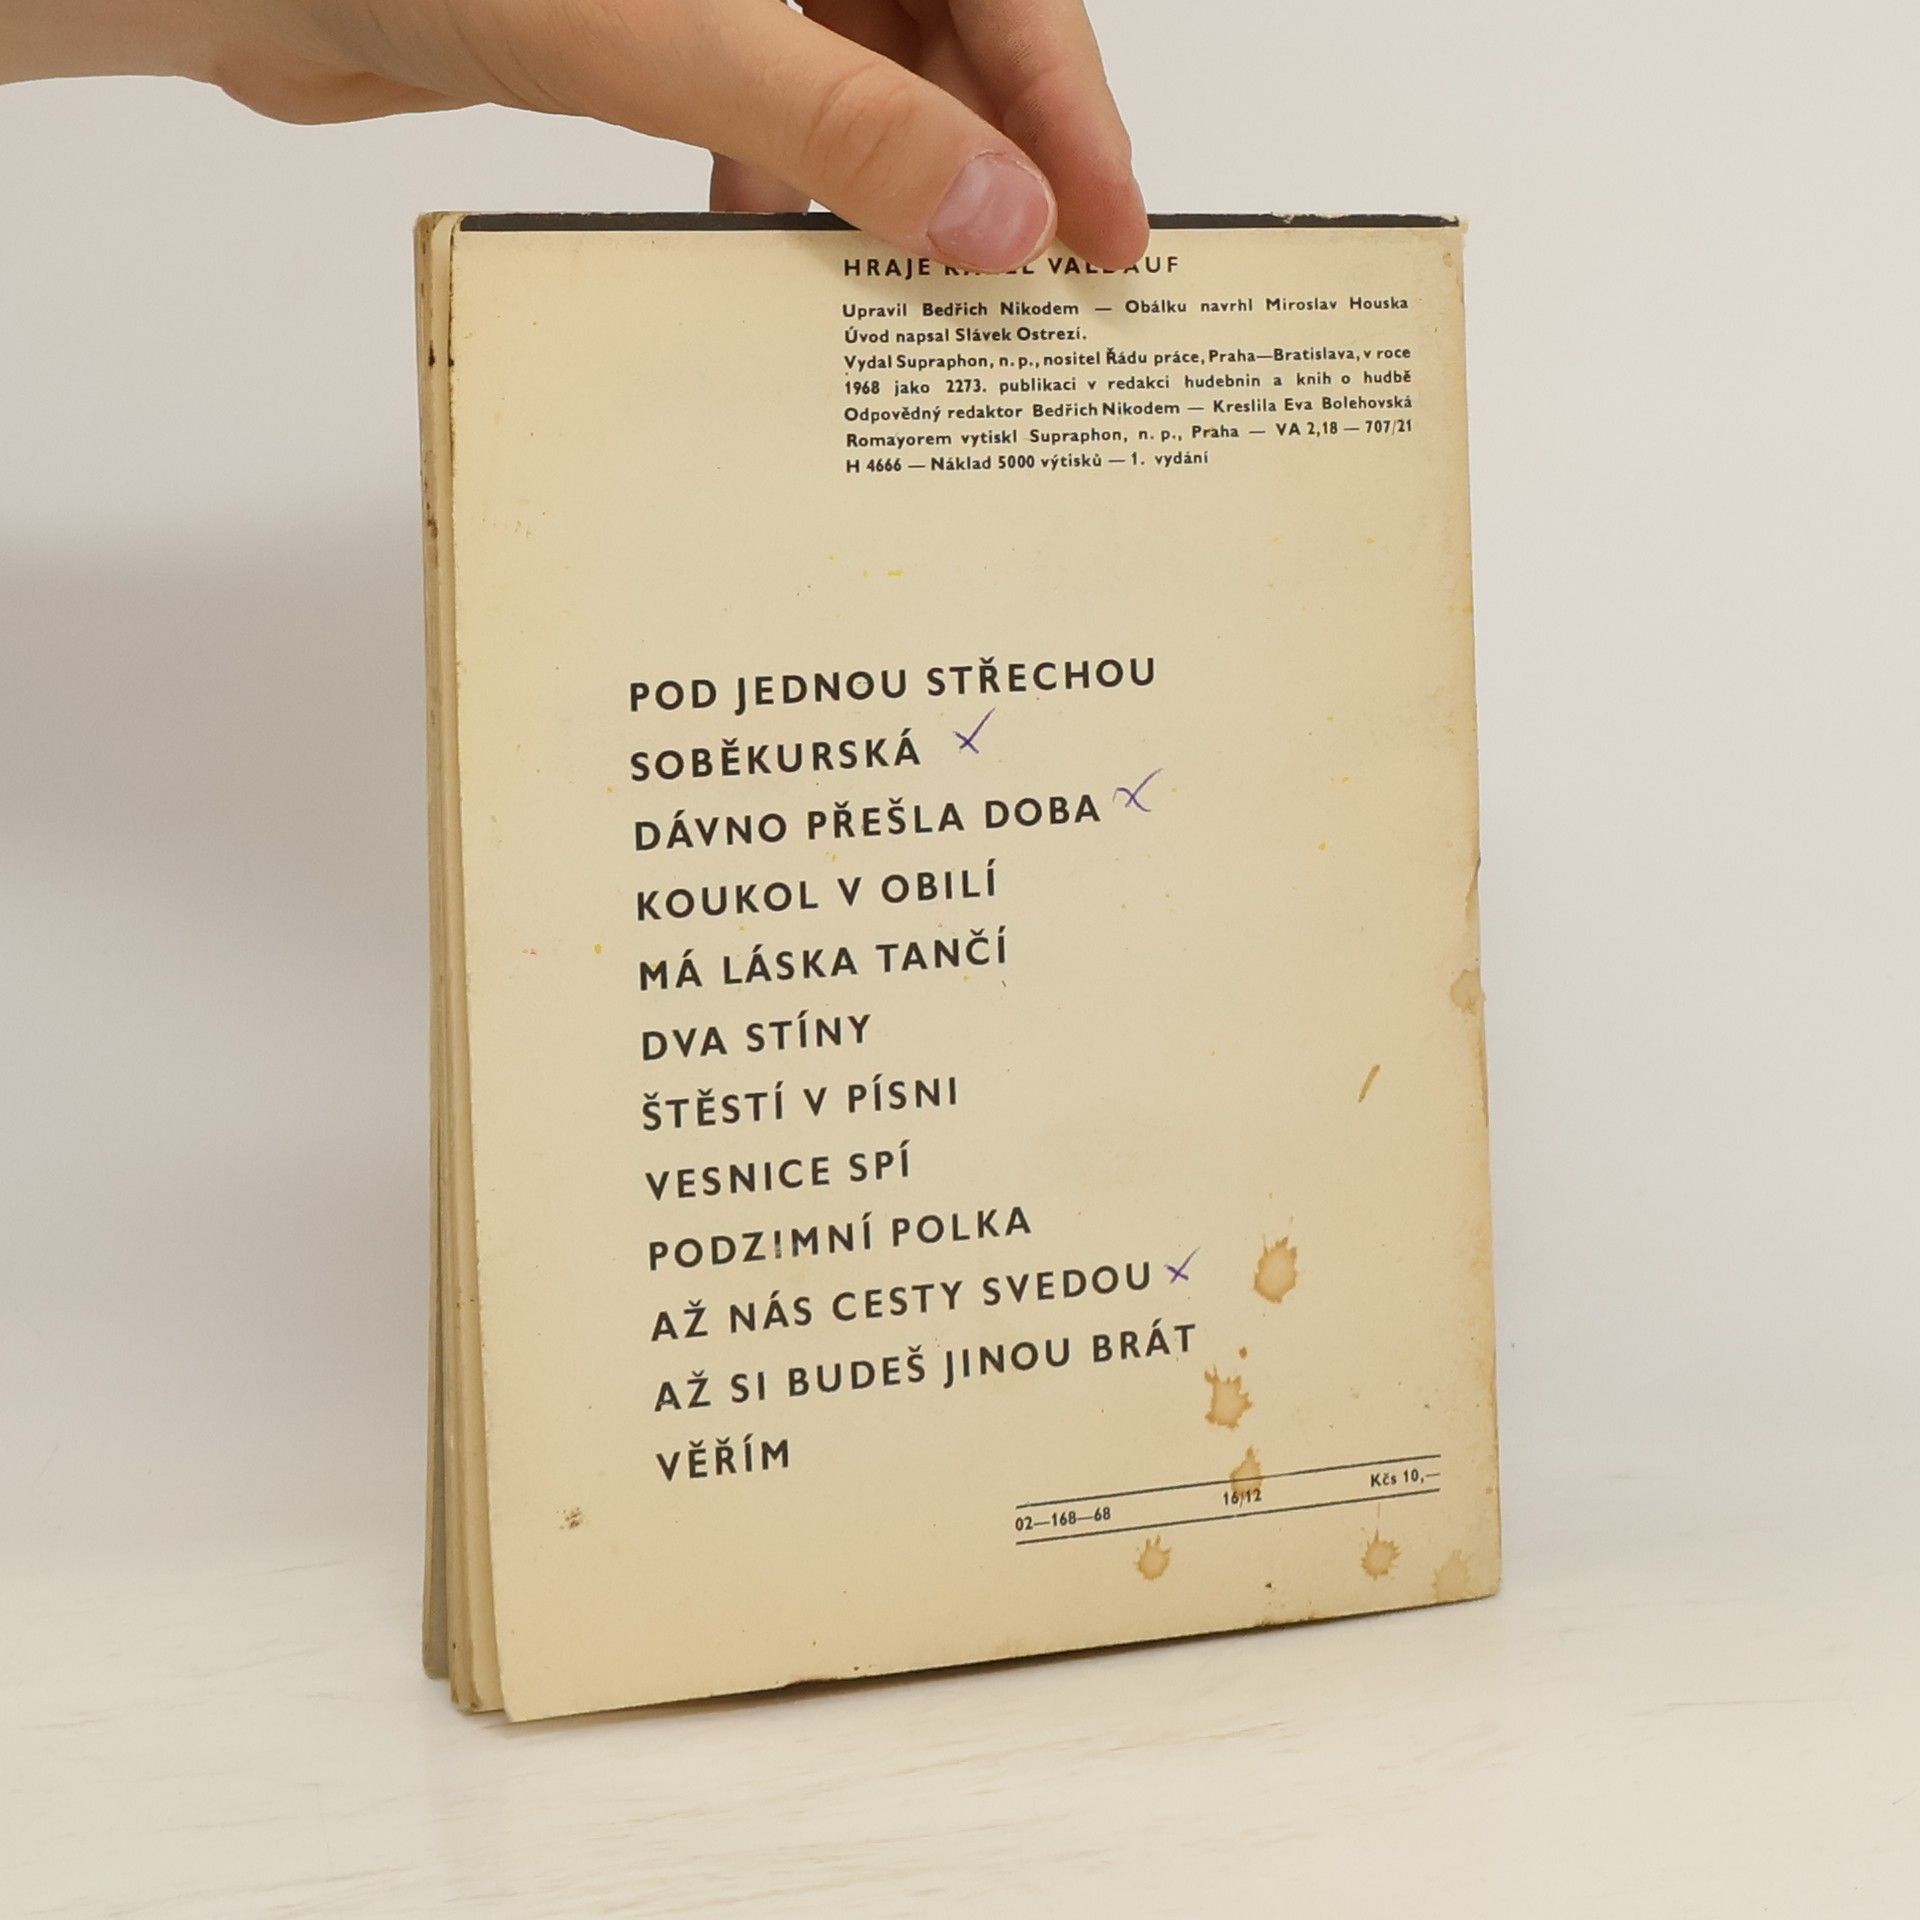 HRAJE KAREL VALDAUF
Upravil Bedřich Nikodem — Obálku navrhl Miroslav Houska
Úvod napsal Slávek Ostrezí.
Vydal Supraphon, n. p., nositel Řádu práce, Praha—Bratislava, v roce
1968 jako 2273. publikaci v redakci hudebnin a knih o hudbě
Odpovědný redaktor Bedřich Nikodem — Kreslila Eva Bolehovská
Romayorem vytiskl Supraphon, n. p., Praha — VA 2,18 — 707/21
H 4666 — Náklad 5000 výtisků — 1. vydání
POD JEDNOU STŘECHOU
SOBĚKURSKÁ
DÁVNO PŘEŠLA DOBA
KOUKOL V OBILÍ
MÁ LÁSKA TANČÍ
DVA STÍNY
ŠTĚSTÍ V PÍSNI
VESNICE SPÍ
PODZIMNÍ POLKA
AŽ NÁS CESTY SVEDOU
AŽ SI BUDEŠ JINOU BRÁT
VĚŘÍM
02—168—68 16/12 Kčs 10,—